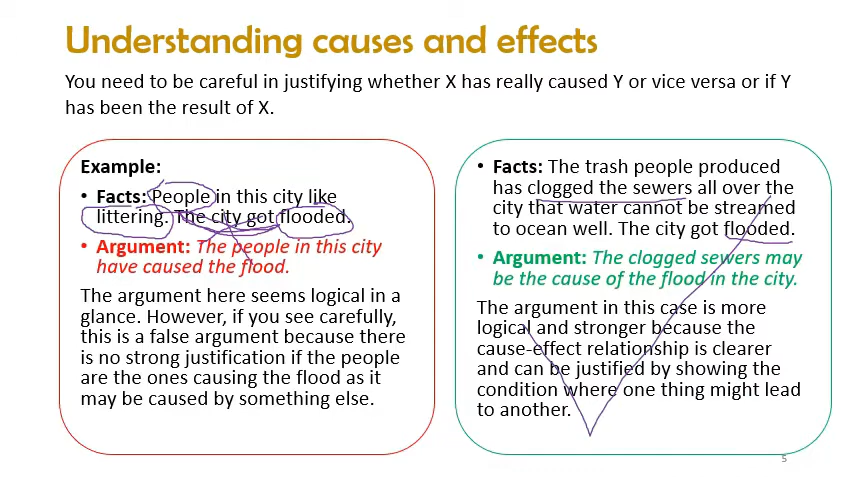 Understanding causes and effects
You need to be careful in justifying whether X has really caused Y or vice versa or if Y
has been the result of X.
Example:
• Facts: People in this city like
littering. The city got flooded.
• Argument: The people in this city
have caused the flood.
The argument here seems logical in a
glance. However, if you see carefully,
this is a false argument because there
is no strong justification if the people
are the ones causing the flood as it
may be caused by something else.
• Facts: The trash people produced
has clogged the sewers all over the
city that water cannot be streamed
to ocean well. The city got flooded.
• Argument: The clogged sewers may
be the cause of the flood in the city.
The argument in this case is more
logical and stronger because the
cause-effect relationship is clearer
and can be justified by showing the
condition where one thing might lead
to another.
5